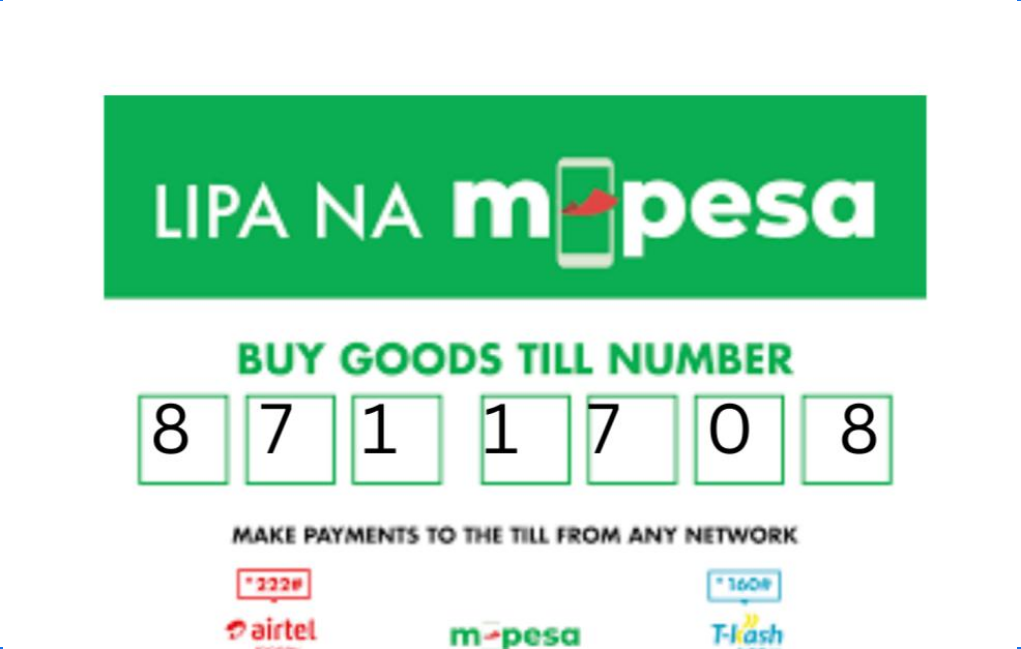 LIPA NA m-pesa
BUY GOODS TILL NUMBER
8 7 1 1 7 0 8
MAKE PAYMENTS TO THE TILL FROM ANY NETWORK
*222# *160#
airtel m-pesa T-kash